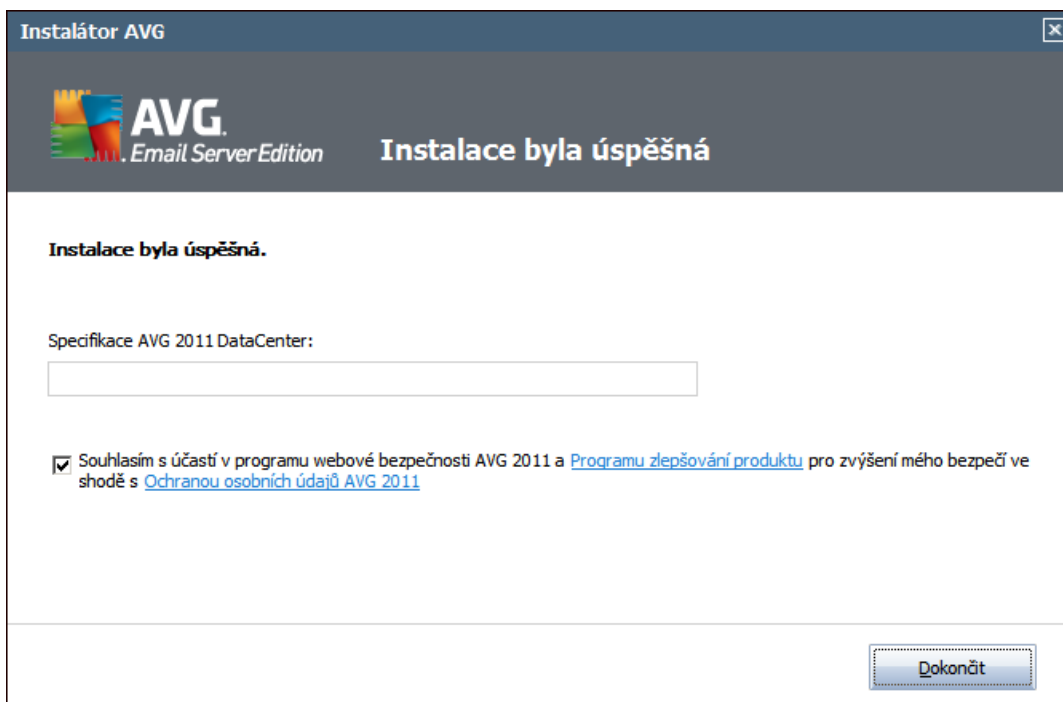 Instalátor AVG
AVG.
Email Server Edition
Instalace byla úspěšná
Instalace byla úspěšná.
Specifikace AVG 2011 DataCenter:
Souhlasím s účastí v programu webové bezpečnosti AVG 2011 a Programu zlepšování produktu pro zvýšení mého bezpečí ve
shodě s Ochranou osobních údajů AVG 2011
Dokončit